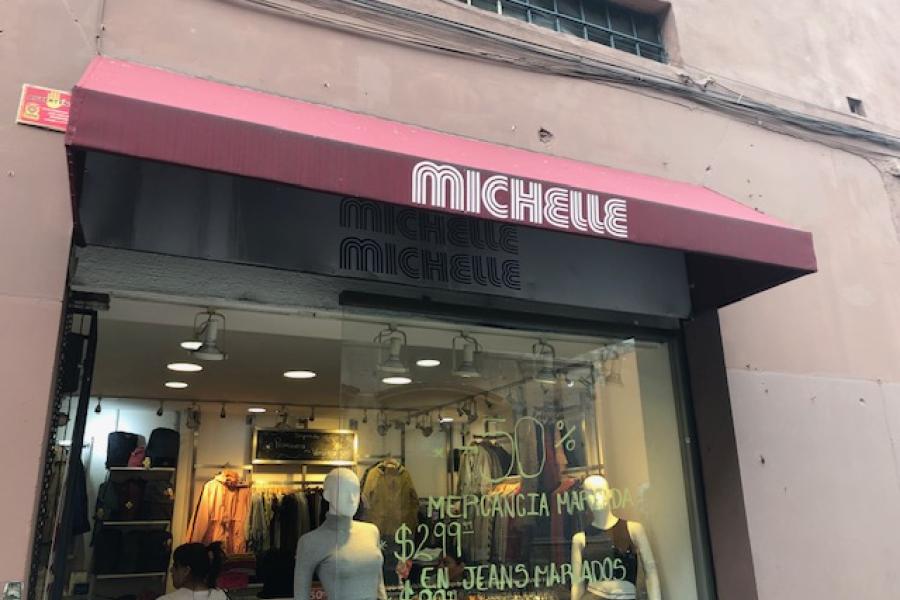 MICHELLE
MICHELLE
MICHELLE
-50%
MERCANCIA MARCADA
$299
EN JEANS MARCADOS